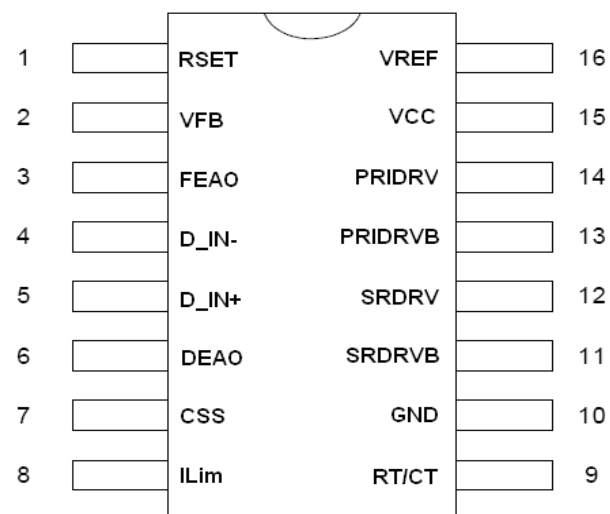 1 RSET VREF 16
2 VFB VCC 15
3 FEAO PRIDRV 14
4 D_IN- PRIDRVB 13
5 D_IN+ SRDRV 12
6 DEAO SRDRVB 11
7 CSS GND 10
8 ILim RT/CT 9